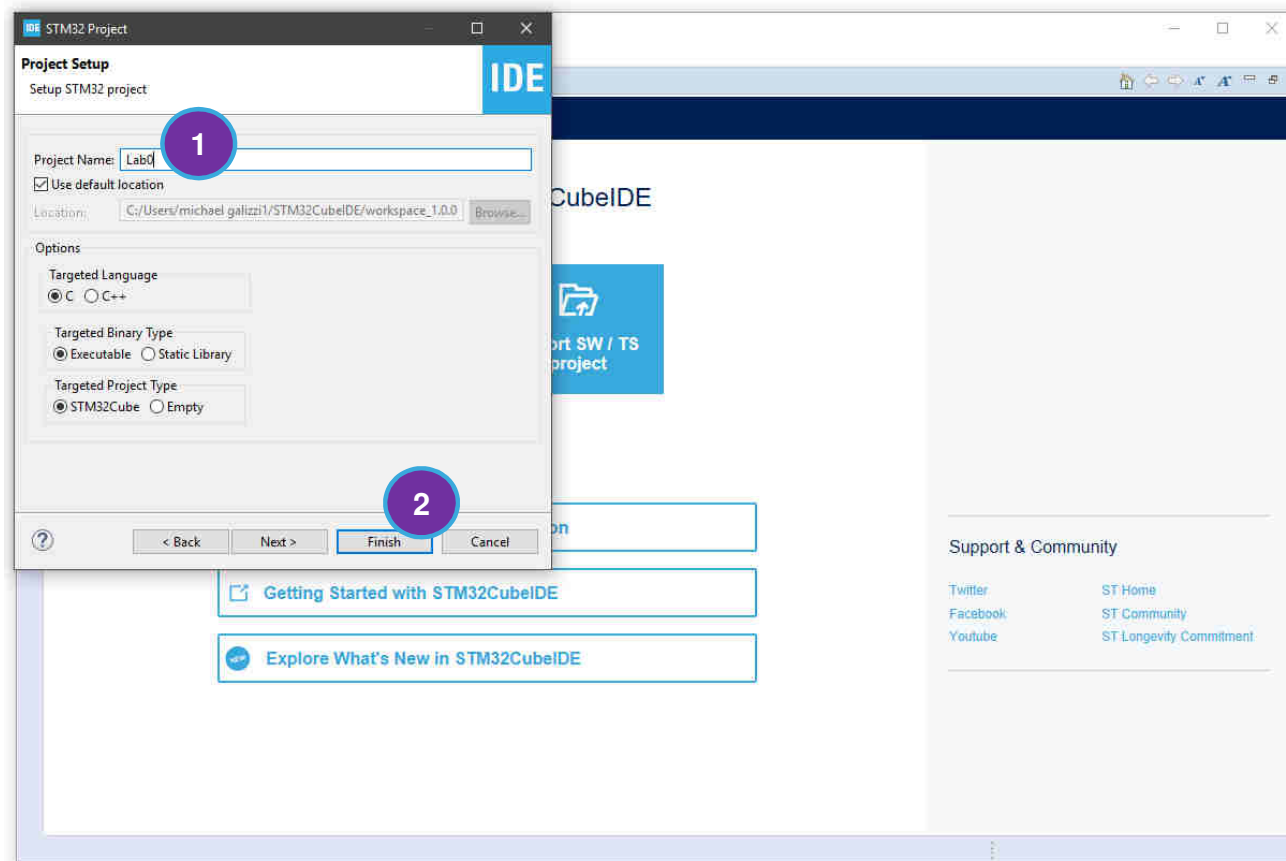 IDE STM32 Project
Project Setup
Setup STM32 project
IDE
1
Project Name: Lab0
Use default location
Location: C:/Users/michael galizzi1/STM32CubeIDE/workspace_1.0.0 Browse...
Options
Targeted Language
C C++
Targeted Binary Type
Executable Static Library
Targeted Project Type
STM32Cube Empty
2
? < Back Next > Finish Cancel
CubeIDE
ort SW / TS
project
on
Getting Started with STM32CubeIDE
NEW Explore What's New in STM32CubeIDE
Support & Community
Twitter ST Home
Facebook ST Community
Youtube ST Longevity Commitment